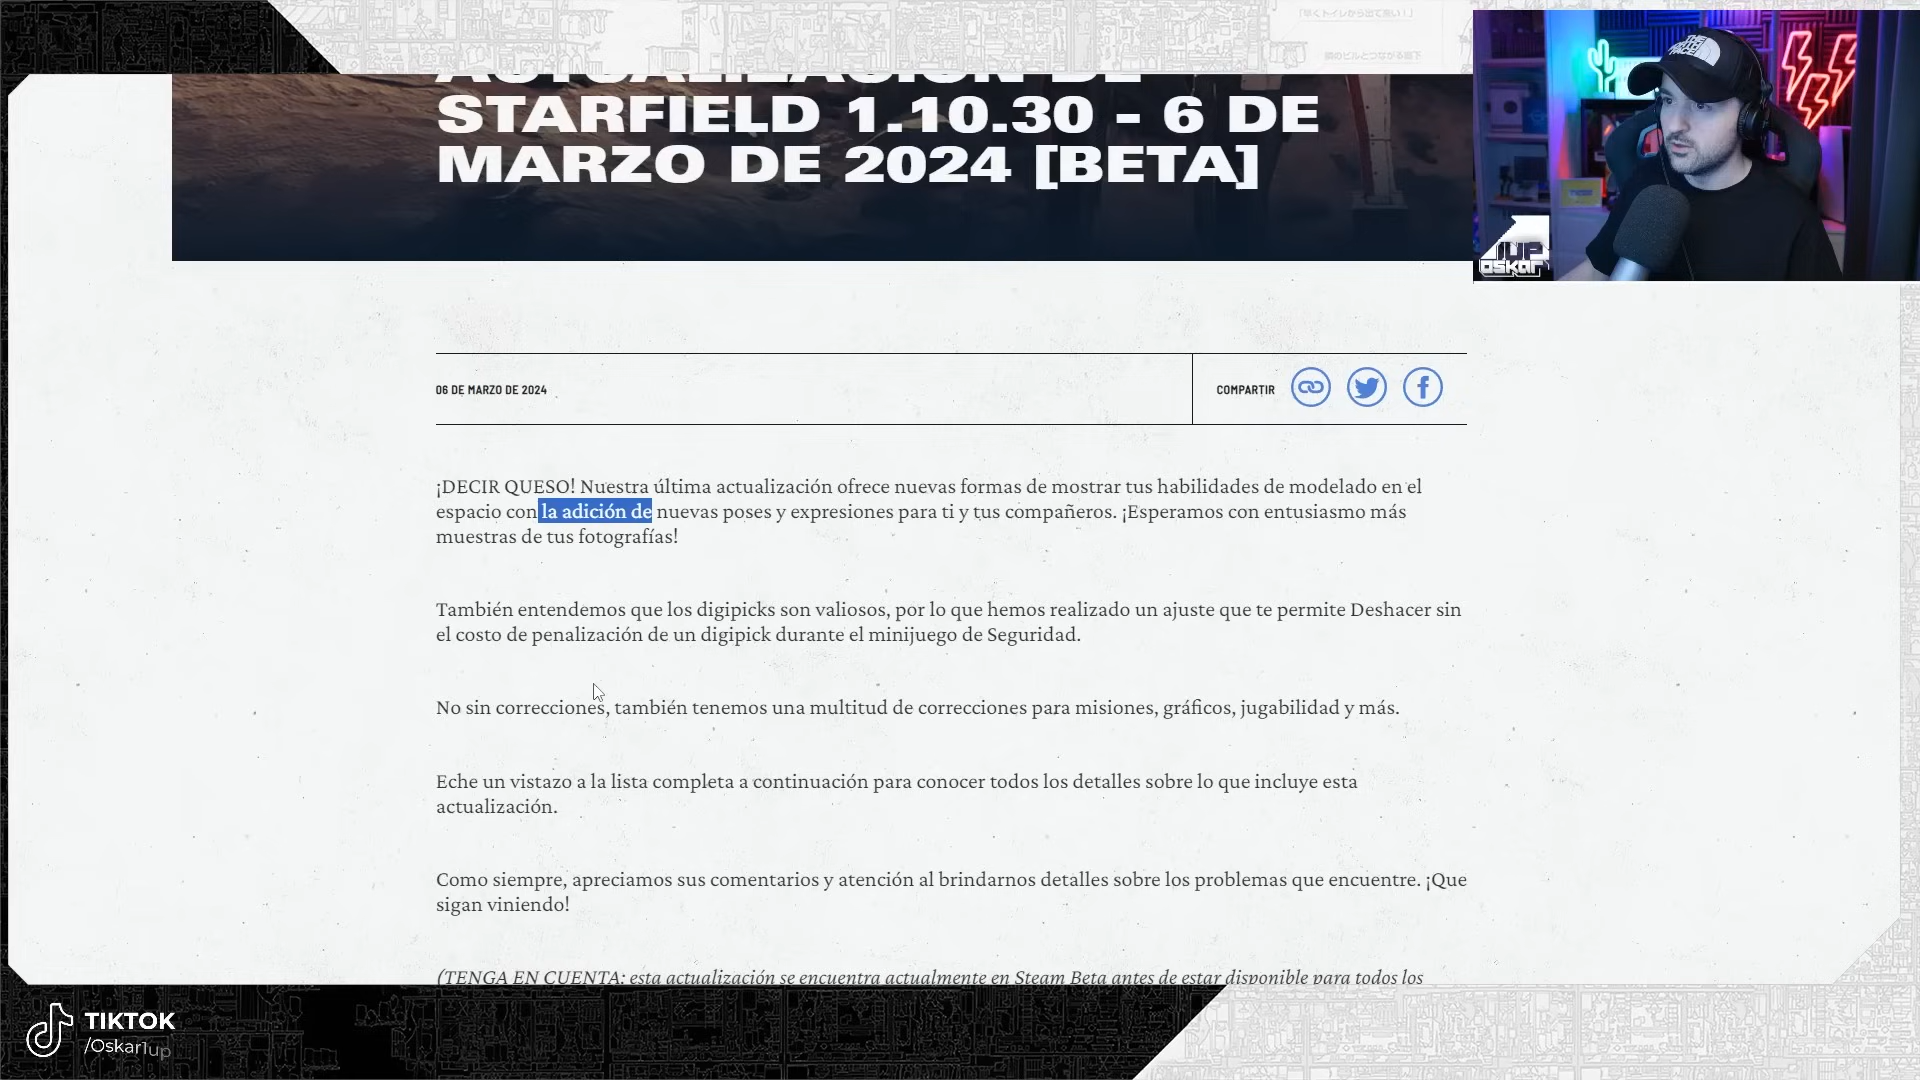 ACTUALIZACIÓN DE
STARFIELD 1.10.30 - 6 DE
MARZO DE 2024 [BETA]
THE
NORTH
FACE
1UP
oskar
06 DE MARZO DE 2024
COMPARTIR
¡DECIR QUESO! Nuestra última actualización ofrece nuevas formas de mostrar tus habilidades de modelado en el
espacio con la adición de nuevas poses y expresiones para ti y tus compañeros. ¡Esperamos con entusiasmo más
muestras de tus fotografías!
También entendemos que los digipicks son valiosos, por lo que hemos realizado un ajuste que te permite Deshacer sin
el costo de penalización de un digipick durante el minijuego de Seguridad.
No sin correcciones, también tenemos una multitud de correcciones para misiones, gráficos, jugabilidad y más.
Eche un vistazo a la lista completa a continuación para conocer todos los detalles sobre lo que incluye esta
actualización.
Como siempre, apreciamos sus comentarios y atención al brindarnos detalles sobre los problemas que encuentre. ¡Que
sigan viniendo!
(TENGA EN CUENTA: esta actualización se encuentra actualmente en Steam Beta antes de estar disponible para todos los
TIKTOK
/Oskar1up